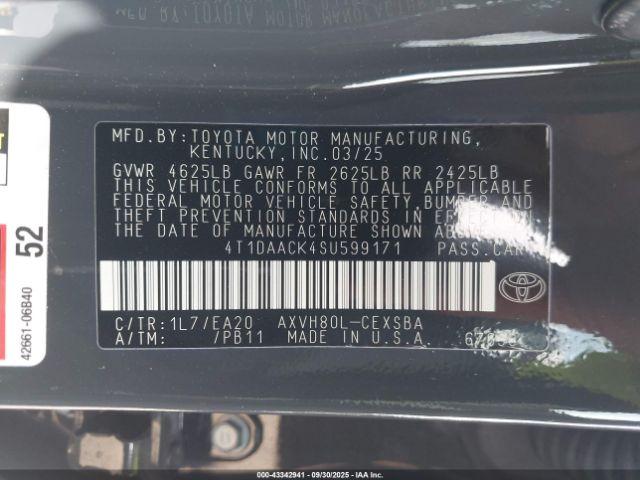 MFD. BY: TOYOTA MOTOR MANUFACTURING,
KENTUCKY, INC. 03/25
GVWR 4625LB GAWR FR 2625LB RR 2425LB
THIS VEHICLE CONFORMS TO ALL APPLICABLE
FEDERAL MOTOR VEHICLE SAFETY, BUMPER AND
THEFT PREVENTION STANDARDS IN EFFECT ON
THE DATE OF MANUFACTURE SHOWN ABOVE.
4T1DAACK4SU599171 PASS. CAR
C/TR: 1L7/EA20 AXVH80L-CEXSBA
A/TM: /PB11 MADE IN U.S.A.
52
42661-06B40
© IAA - 000-43342941 - 09/30/2025 - IAA Holdings, LLC